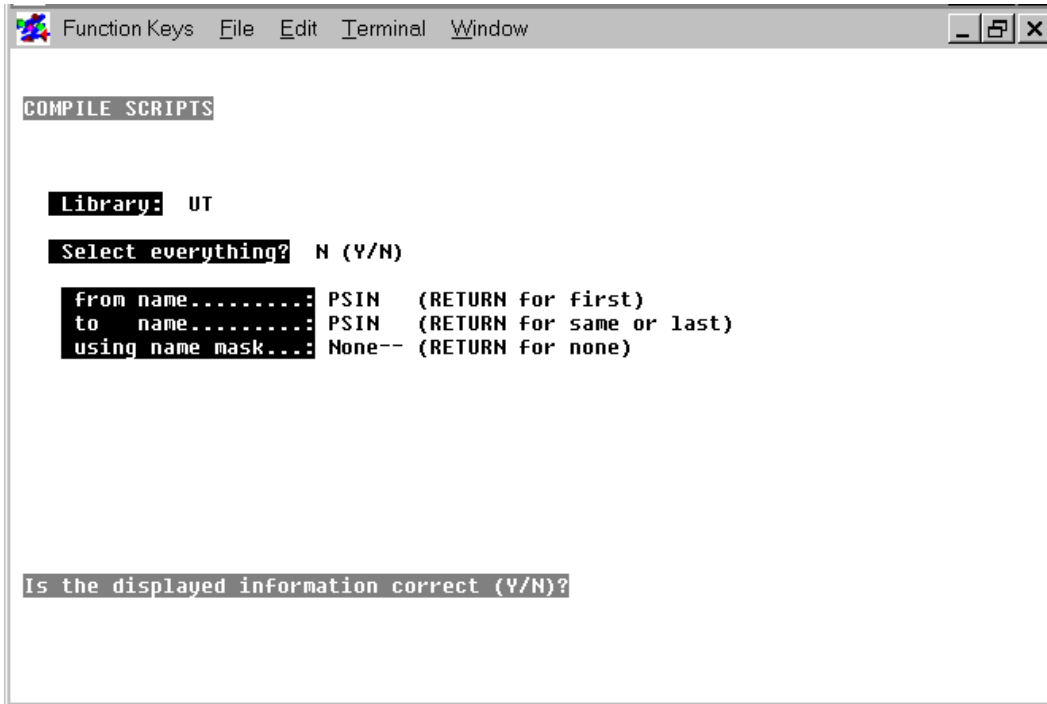 Function Keys File Edit Terminal Window
COMPILE SCRIPTS
Library: UT
Select everything? N (Y/N)
from name.........: PSIN (RETURN for first)
to name.........: PSIN (RETURN for same or last)
using name mask...: None-- (RETURN for none)
Is the displayed information correct (Y/N)?